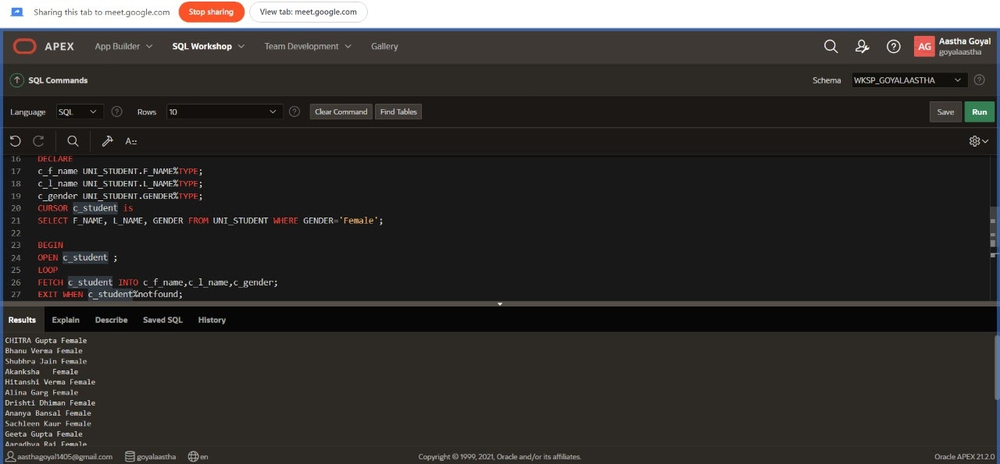 Sharing this tab to meet.google.com Stop sharing View tab: meet.google.com
APEX App Builder SQL Workshop Team Development Gallery AG Aastha Goyal
goyalaastha
SQL Commands Schema WKSP_GOYALAASTHA
Language SQL Rows 10 Clear Command Find Tables Save Run
A::
16 DECLARE
17 c_f_name UNI_STUDENT.F_NAME%TYPE;
18 c_l_name UNI_STUDENT.L_NAME%TYPE;
19 c_gender UNI_STUDENT.GENDER%TYPE;
20 CURSOR c_student is
21 SELECT F_NAME, L_NAME, GENDER FROM UNI_STUDENT WHERE GENDER='Female';
22
23 BEGIN
24 OPEN c_student ;
25 LOOP
26 FETCH c_student INTO c_f_name,c_l_name,c_gender;
27 EXIT WHEN c_student%notfound;
Results Explain Describe Saved SQL History
CHITRA Gupta Female
Bhanu Verma Female
Shubhra Jain Female
Akanksha Female
Hitanshi Verma Female
Alina Garg Female
Drishti Dhiman Female
Ananya Bansal Female
Sachleen Kaur Female
Geeta Gupta Female
Aaradhya Rai Female
aasthagoyal1405@gmail.com goyalaastha en Copyright © 1999, 2021, Oracle and/or its affiliates. Oracle APEX 21.2.0